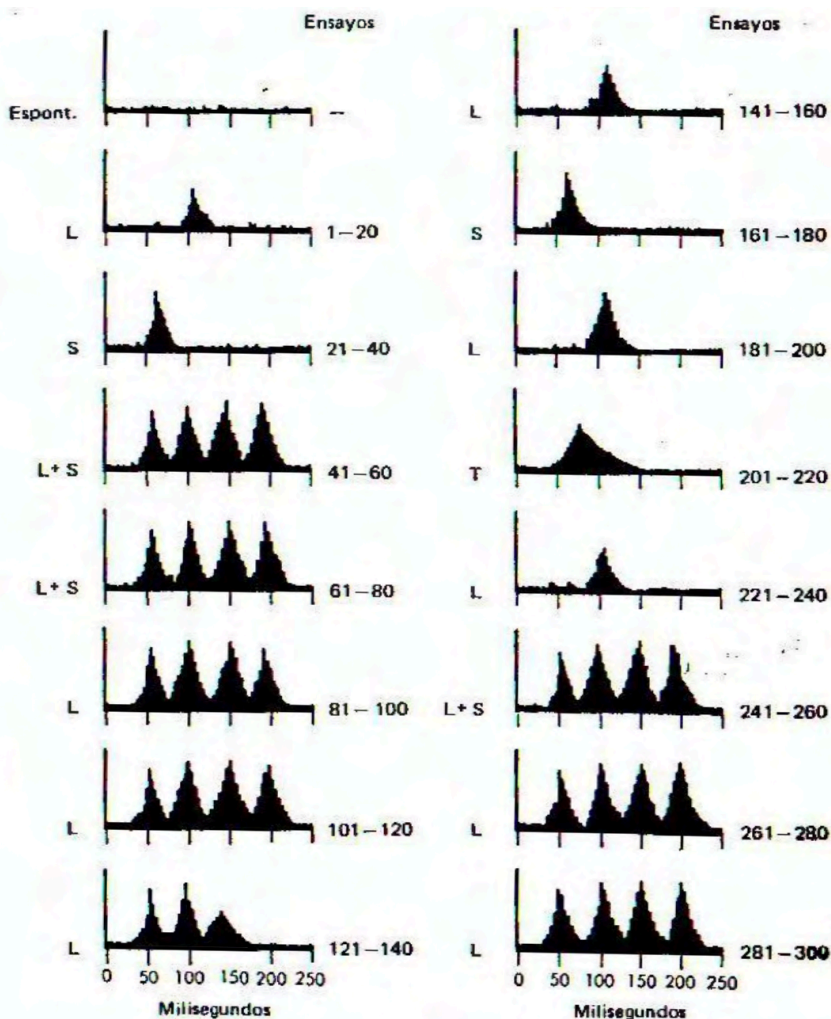 Ensayos
Espont. --
L 1-20
S 21-40
L+ S 41-60
L+ S 61-80
L 81-100
L 101-120
L 121-140
0 50 100 150 200 250
Milisegundos
Ensayos
L 141-160
S 161-180
L 181-200
T 201-220
L 221-240
L+ S 241-260
L 261-280
L 281-300
0 50 100 150 200 250
Milisegundos